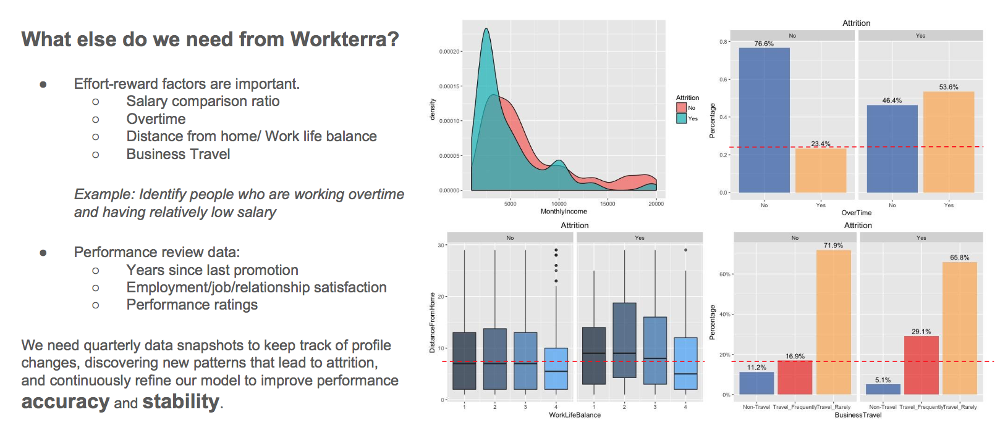 What else do we need from Workterra?
● Effort-reward factors are important.
○ Salary comparison ratio
○ Overtime
○ Distance from home/ Work life balance
○ Business Travel
Example: Identify people who are working overtime
and having relatively low salary
● Performance review data:
○ Years since last promotion
○ Employment/job/relationship satisfaction
○ Performance ratings
We need quarterly data snapshots to keep track of profile
changes, discovering new patterns that lead to attrition,
and continuously refine our model to improve performance
accuracy and stability.
density
0.00020
0.00015
0.00010
0.00005
0.00000
5000 10000 15000 20000
MonthlyIncome
Attrition
No
Yes
Attrition
No Yes
Percentage
0.8
0.6
0.4
0.2
0.0
76.6%
23.4%
46.4%
53.6%
No Yes No Yes
OverTime
Attrition
No Yes
DistanceFromHome
30
20
10
0
1 2 3 4 1 2 3 4
WorkLifeBalance
Attrition
No Yes
Percentage
60%
40%
20%
0%
11.2%
16.9%
71.9%
5.1%
29.1%
65.8%
Non-Travel Travel_Frequently Travel_Rarely Non-Travel Travel_Frequently Travel_Rarely
BusinessTravel